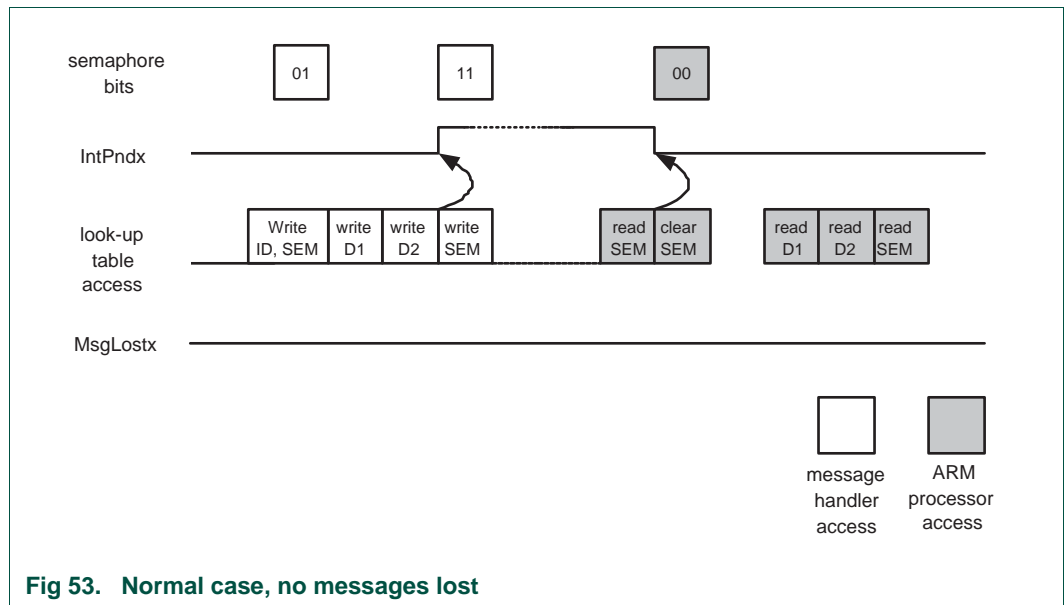 semaphore
bits
01
11
00
IntPndx
look-up
table
access
Write
ID, SEM
write
D1
write
D2
write
SEM
read
SEM
clear
SEM
read
D1
read
D2
read
SEM
MsgLostx
message
handler
access
ARM
processor
access
Fig 53. Normal case, no messages lost